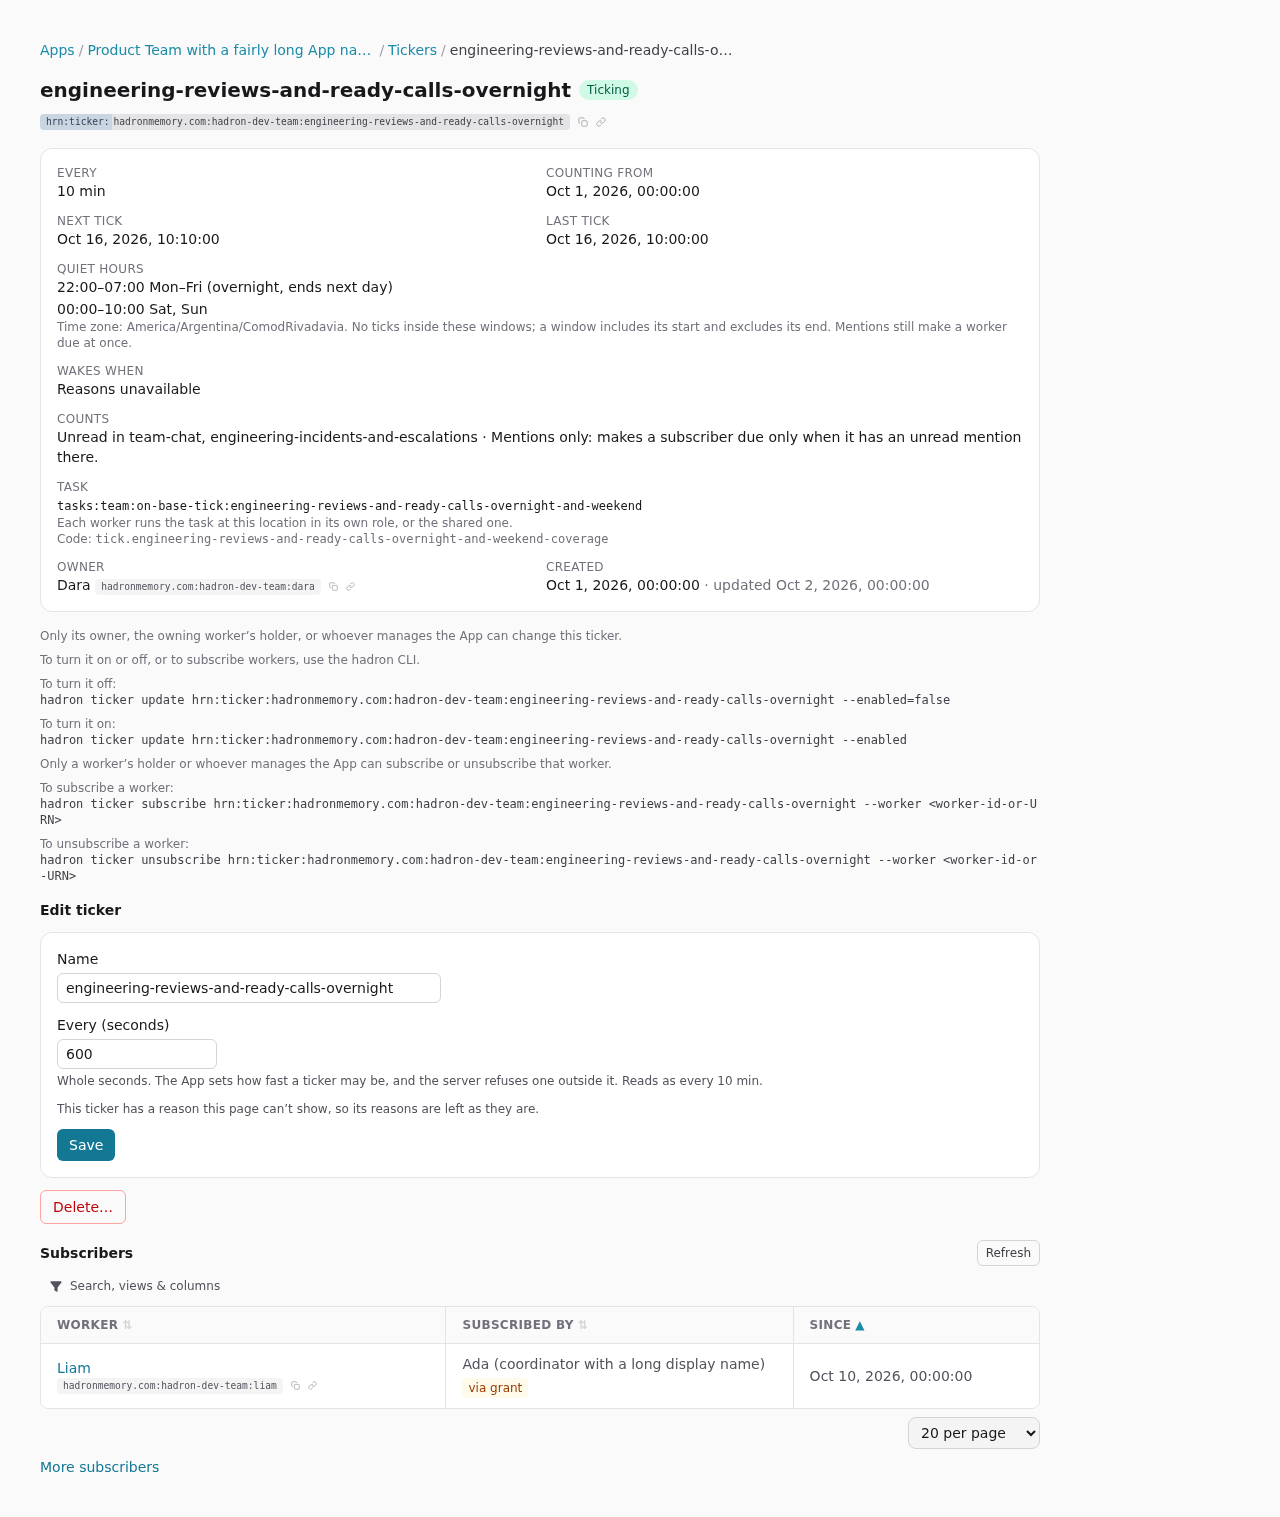 Apps / Product Team with a fairly long App na… / Tickers / engineering-reviews-and-ready-calls-o…
engineering-reviews-and-ready-calls-overnight Ticking
hrn:ticker: hadronmemory.com:hadron-dev-team:engineering-reviews-and-ready-calls-overnight
EVERY
10 min
COUNTING FROM
Oct 1, 2026, 00:00:00
NEXT TICK
Oct 16, 2026, 10:10:00
LAST TICK
Oct 16, 2026, 10:00:00
QUIET HOURS
22:00–07:00 Mon–Fri (overnight, ends next day)
00:00–10:00 Sat, Sun
Time zone: America/Argentina/ComodRivadavia. No ticks inside these windows; a window includes its start and excludes its end. Mentions still make a worker
due at once.
WAKES WHEN
Reasons unavailable
COUNTS
Unread in team-chat, engineering-incidents-and-escalations · Mentions only: makes a subscriber due only when it has an unread mention
there.
TASK
tasks:team:on-base-tick:engineering-reviews-and-ready-calls-overnight-and-weekend
Each worker runs the task at this location in its own role, or the shared one.
Code: tick.engineering-reviews-and-ready-calls-overnight-and-weekend-coverage
OWNER
Dara hadronmemory.com:hadron-dev-team:dara
CREATED
Oct 1, 2026, 00:00:00 · updated Oct 2, 2026, 00:00:00
Only its owner, the owning worker’s holder, or whoever manages the App can change this ticker.
To turn it on or off, or to subscribe workers, use the hadron CLI.
To turn it off:
hadron ticker update hrn:ticker:hadronmemory.com:hadron-dev-team:engineering-reviews-and-ready-calls-overnight --enabled=false
To turn it on:
hadron ticker update hrn:ticker:hadronmemory.com:hadron-dev-team:engineering-reviews-and-ready-calls-overnight --enabled
Only a worker’s holder or whoever manages the App can subscribe or unsubscribe that worker.
To subscribe a worker:
hadron ticker subscribe hrn:ticker:hadronmemory.com:hadron-dev-team:engineering-reviews-and-ready-calls-overnight --worker <worker-id-or-U
RN>
To unsubscribe a worker:
hadron ticker unsubscribe hrn:ticker:hadronmemory.com:hadron-dev-team:engineering-reviews-and-ready-calls-overnight --worker <worker-id-or
-URN>
Edit ticker
Name
engineering-reviews-and-ready-calls-overnight
Every (seconds)
600
Whole seconds. The App sets how fast a ticker may be, and the server refuses one outside it. Reads as every 10 min.
This ticker has a reason this page can’t show, so its reasons are left as they are.
Save
Delete…
Subscribers
Refresh
Search, views & columns
WORKER ⇅ SUBSCRIBED BY ⇅ SINCE ▲
Liam
hadronmemory.com:hadron-dev-team:liam
Ada (coordinator with a long display name)
via grant
Oct 10, 2026, 00:00:00
20 per page
More subscribers